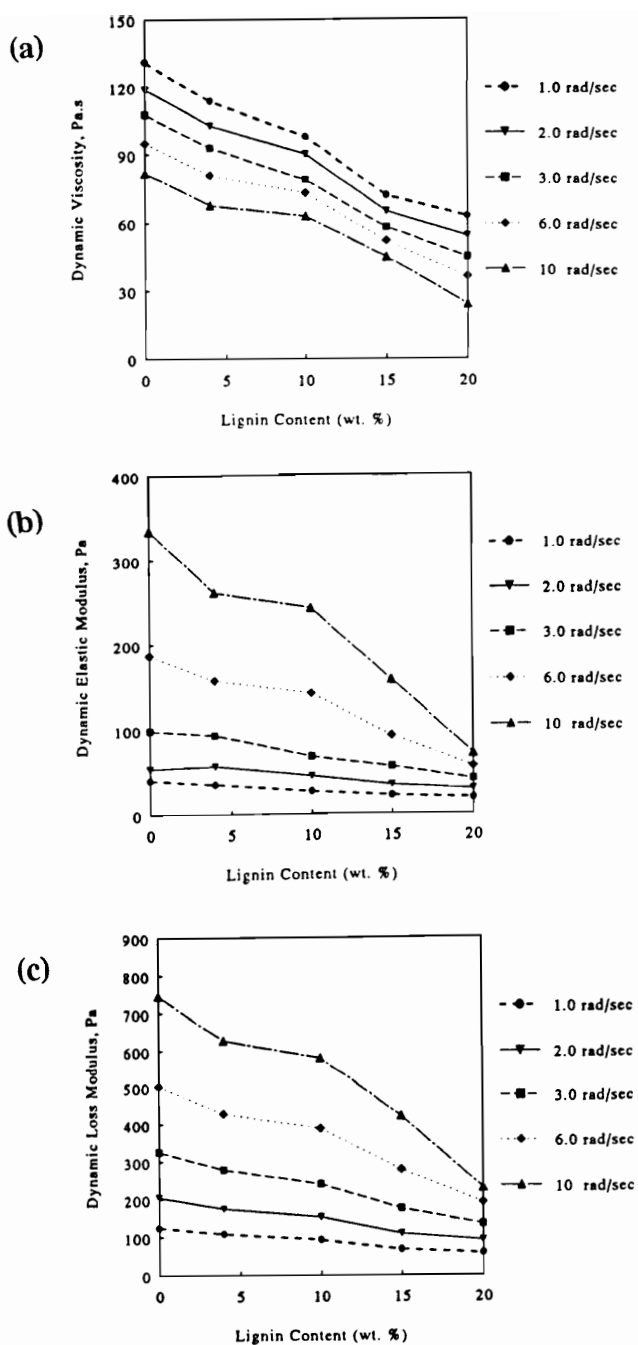 (a)
Dynamic Viscosity, Pa.s
150
120
90
60
30
0
0 5 10 15 20
Lignin Content (wt. %)
1.0 rad/sec
2.0 rad/sec
3.0 rad/sec
6.0 rad/sec
10 rad/sec
(b)
Dynamic Elastic Modulus, Pa
400
300
200
100
0
0 5 10 15 20
Lignin Content (wt. %)
1.0 rad/sec
2.0 rad/sec
3.0 rad/sec
6.0 rad/sec
10 rad/sec
(c)
Dynamic Loss Modulus, Pa
900
800
700
600
500
400
300
200
100
0
0 5 10 15 20
Lignin Content (wt. %)
1.0 rad/sec
2.0 rad/sec
3.0 rad/sec
6.0 rad/sec
10 rad/sec